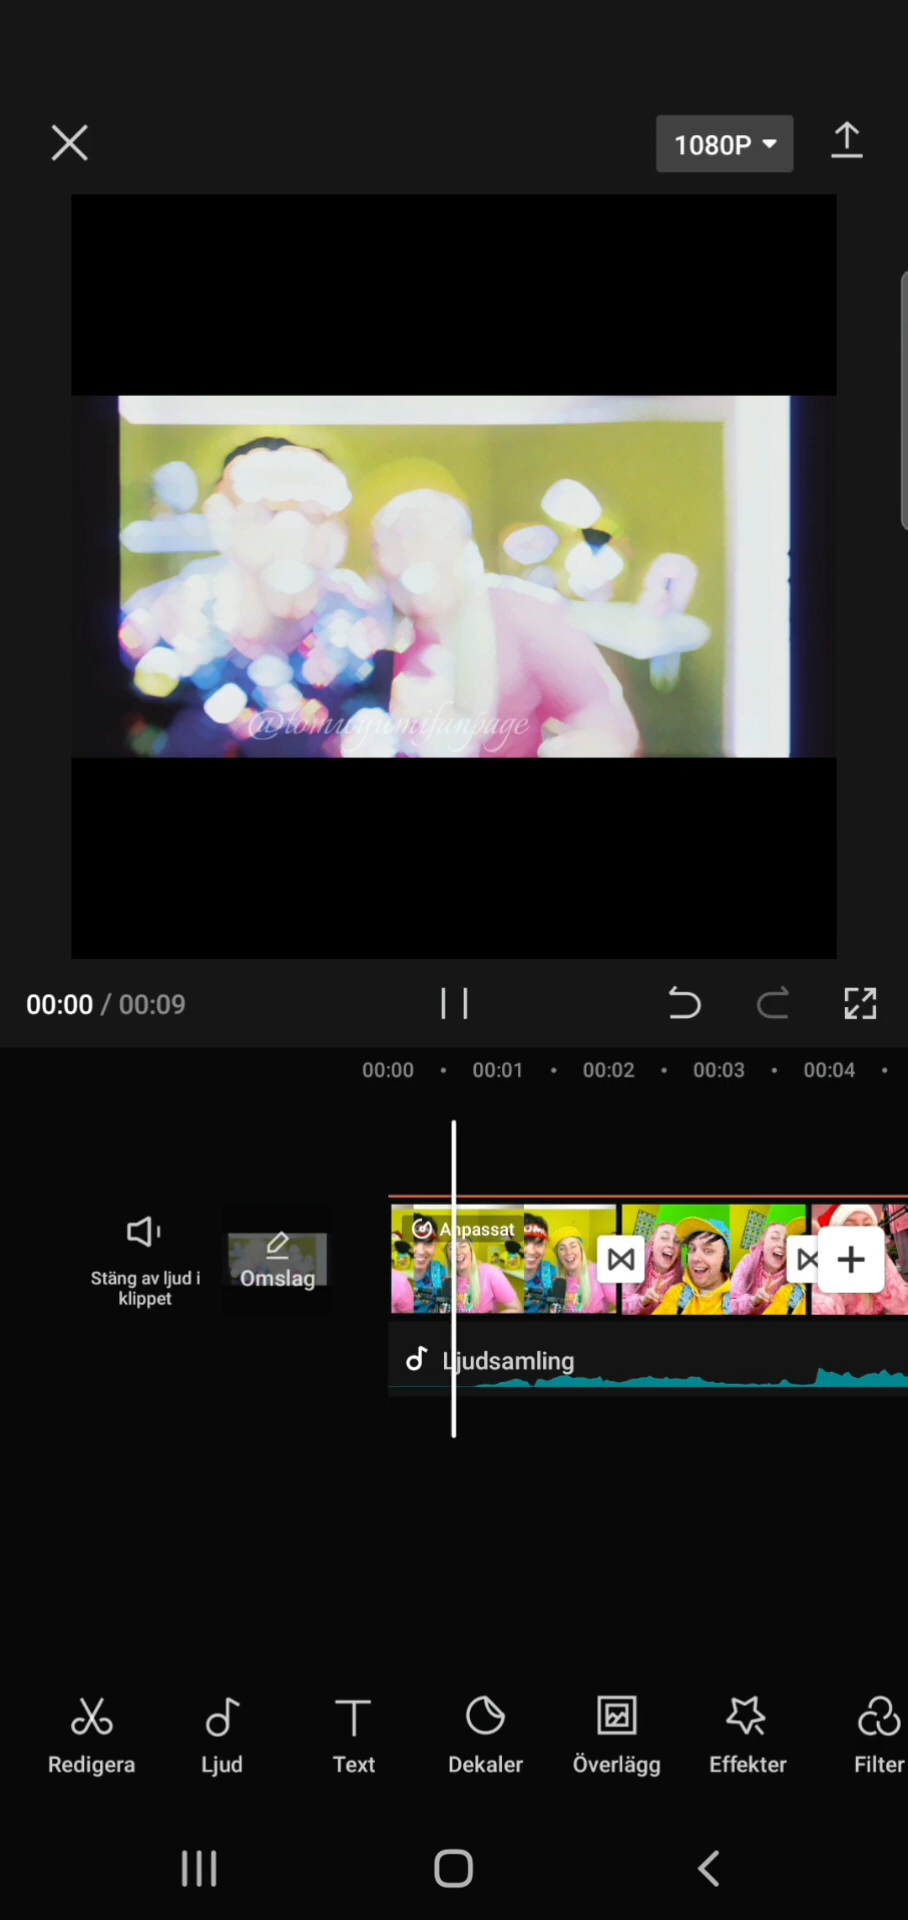 1080P
@tomuyumifanpage
00:00 / 00:09
00:00 • 00:01 • 00:02 • 00:03 • 00:04 •
Anpassat
Stäng av ljud i
klippet
Omslag
Ljudsamling
Redigera
Ljud
Text
Dekaler
Överlägg
Effekter
Filter